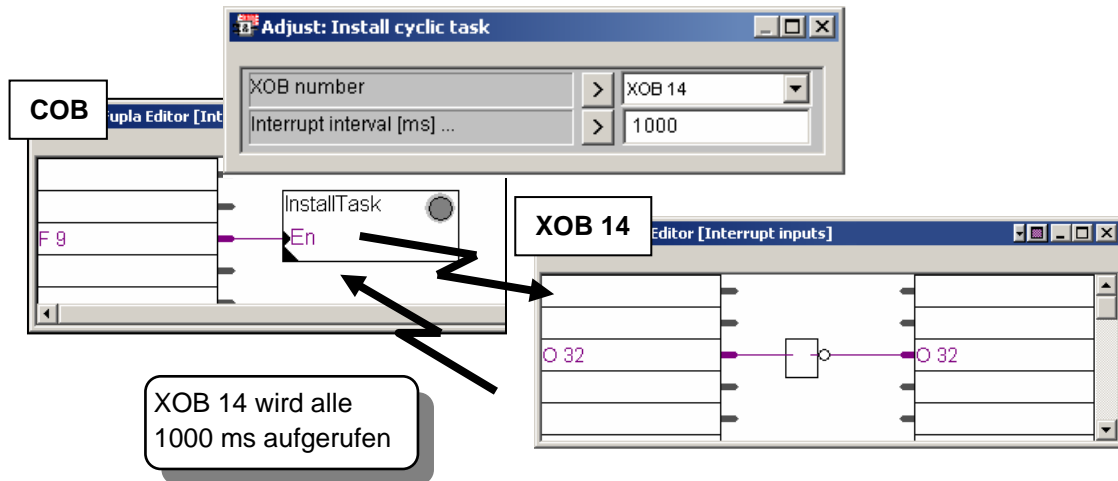 Adjust: Install cyclic task
XOB number > XOB 14
Interrupt interval [ms] ... > 1000
COB
Fupla Editor [Int
InstallTask
F 9
En
XOB 14
Editor [Interrupt inputs]
O 32
O 32
XOB 14 wird alle
1000 ms aufgerufen